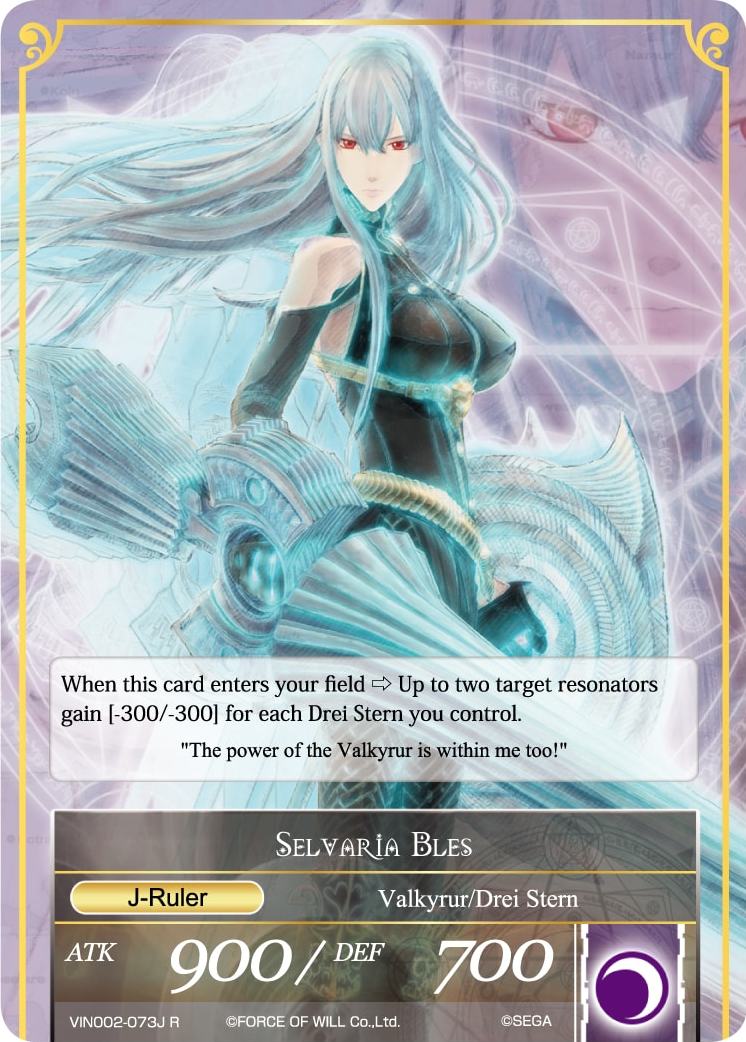 Namur
When this card enters your field ⇨ Up to two target resonators
gain [-300/-300] for each Drei Stern you control.
"The power of the Valkyrur is within me too!"
Selvaria Bles
J-Ruler
Valkyrur/Drei Stern
ATK 900 / DEF 700
VIN002-073J R ©FORCE OF WILL Co.,Ltd. ©SEGA